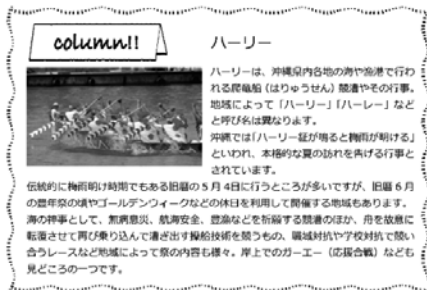 column!!
ハーリー
ハーリーは、沖縄県内各地の海や漁港で行わ
れる爬竜船(はりゅうせん)競漕やその行事。
地域によって「ハーリー」「ハーレー」など
と呼び名は異なります。
沖縄では「ハーリー鉦が鳴ると梅雨が明ける」
といわれ、本格的な夏の訪れを告げる行事と
されています。
伝統的に梅雨明け時期でもある旧暦の5月4日に行うところが多いですが、旧暦6月
の豊年祭の頃やゴールデンウィークなどの休日を利用して開催する地域もあります。
海の神事として、無病息災、航海安全、豊漁などを祈願する競漕のほか、舟を故意に
転覆させて再び乗り込んで漕ぎ出す操船技術を競うもの、職域対抗や学校対抗で競い
合うレースなど地域によって祭の内容も様々。岸上でのガーエー(応援合戦)なども
見どころの一つです。